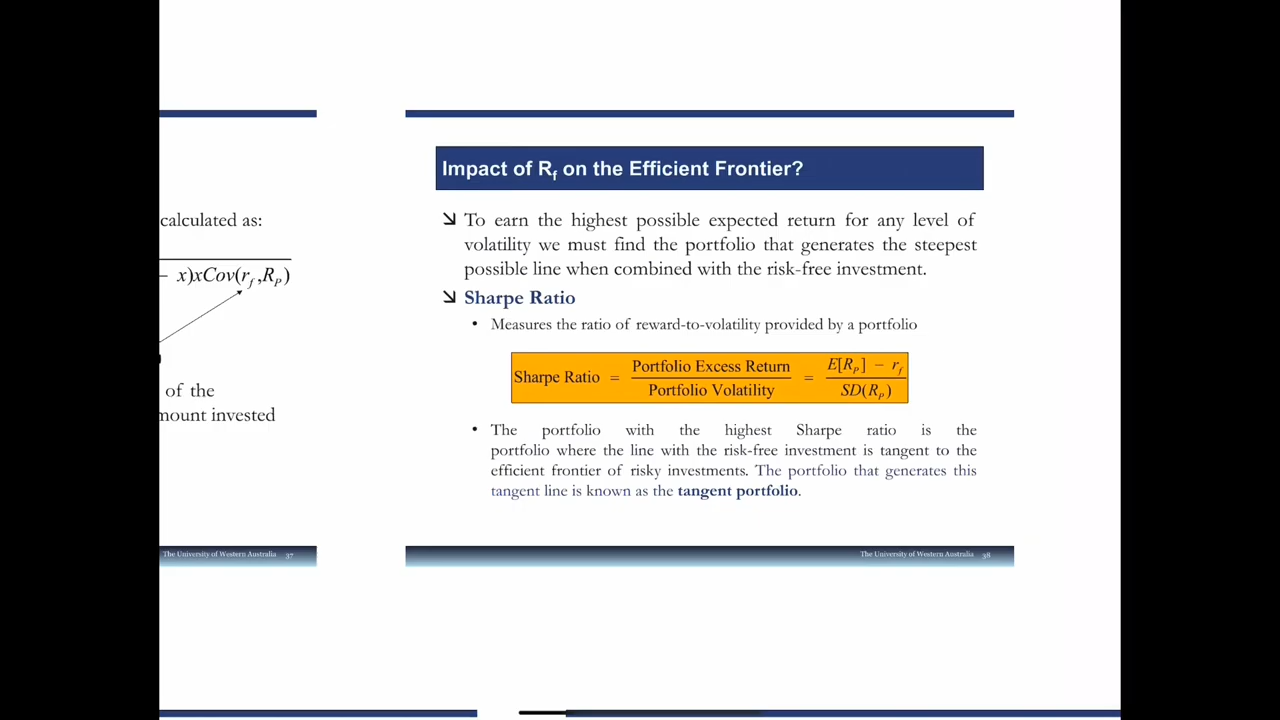 calculated as:
− x)xCov(r_f,R_P)
of the
mount invested
The University of Western Australia 37
Impact of R_f on the Efficient Frontier?
To earn the highest possible expected return for any level of
volatility we must find the portfolio that generates the steepest
possible line when combined with the risk-free investment.
Sharpe Ratio
• Measures the ratio of reward-to-volatility provided by a portfolio
Sharpe Ratio = Portfolio Excess Return / Portfolio Volatility = E[R_P] − r_f / SD(R_P)
• The portfolio with the highest Sharpe ratio is the
portfolio where the line with the risk-free investment is tangent to the
efficient frontier of risky investments. The portfolio that generates this
tangent line is known as the tangent portfolio.
The University of Western Australia 38